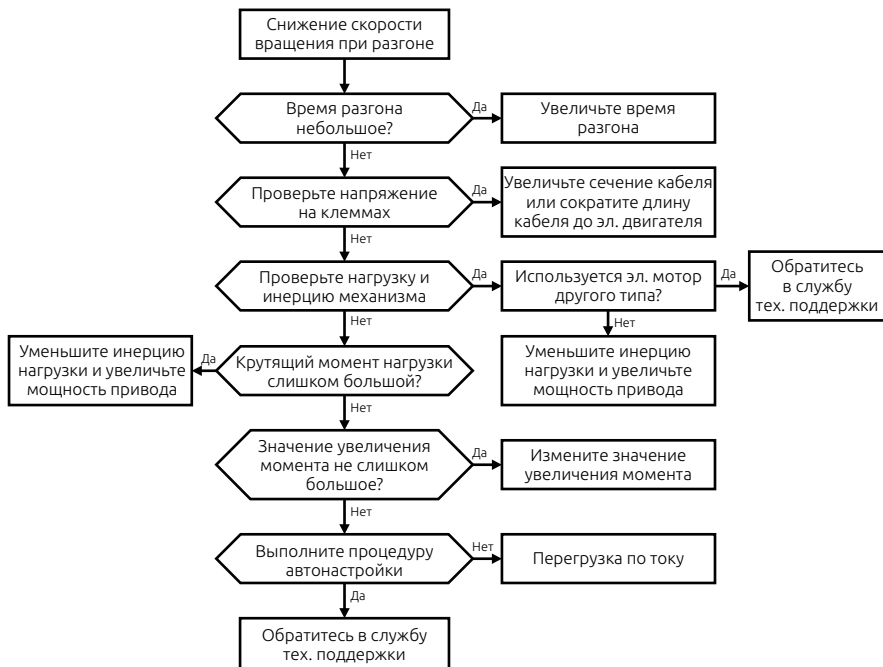 Снижение скорости
вращения при разгоне
Время разгона
небольшое?
Да
Увеличьте время
разгона
Нет
Проверьте напряжение
на клеммах
Да
Увеличьте сечение кабеля
или сократите длину
кабеля до эл. двигателя
Нет
Проверьте нагрузку и
инерцию механизма
Да
Используется эл. мотор
другого типа?
Да
Обратитесь
в службу
тех. поддержки
Нет
Нет
Уменьшите инерцию
нагрузки и увеличьте
мощность привода
Да
Крутящий момент нагрузки
слишком большой?
Уменьшите инерцию
нагрузки и увеличьте
мощность привода
Нет
Значение увеличения
момента не слишком
большое?
Да
Измените значение
увеличения момента
Нет
Выполните процедуру
автонастройки
Нет
Перегрузка по току
Да
Обратитесь в службу
тех. поддержки